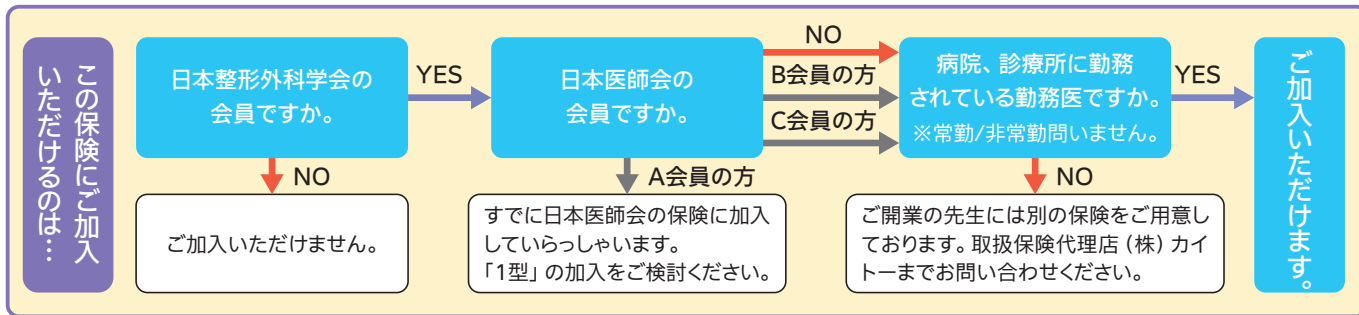 この保険にご加入
いただけるのは…
日本整形外科学会の
会員ですか。
YES
NO
ご加入いただけません。
日本医師会の
会員ですか。
NO
B会員の方
C会員の方
A会員の方
すでに日本医師会の保険に加入
していらっしゃいます。
「1型」の加入をご検討ください。
病院、診療所に勤務
されている勤務医ですか。
※常勤/非常勤問いません。
YES
NO
ご開業の先生には別の保険をご用意し
ております。取扱保険代理店(株)カイ
トーまでお問い合わせください。
ご加入いただけます。